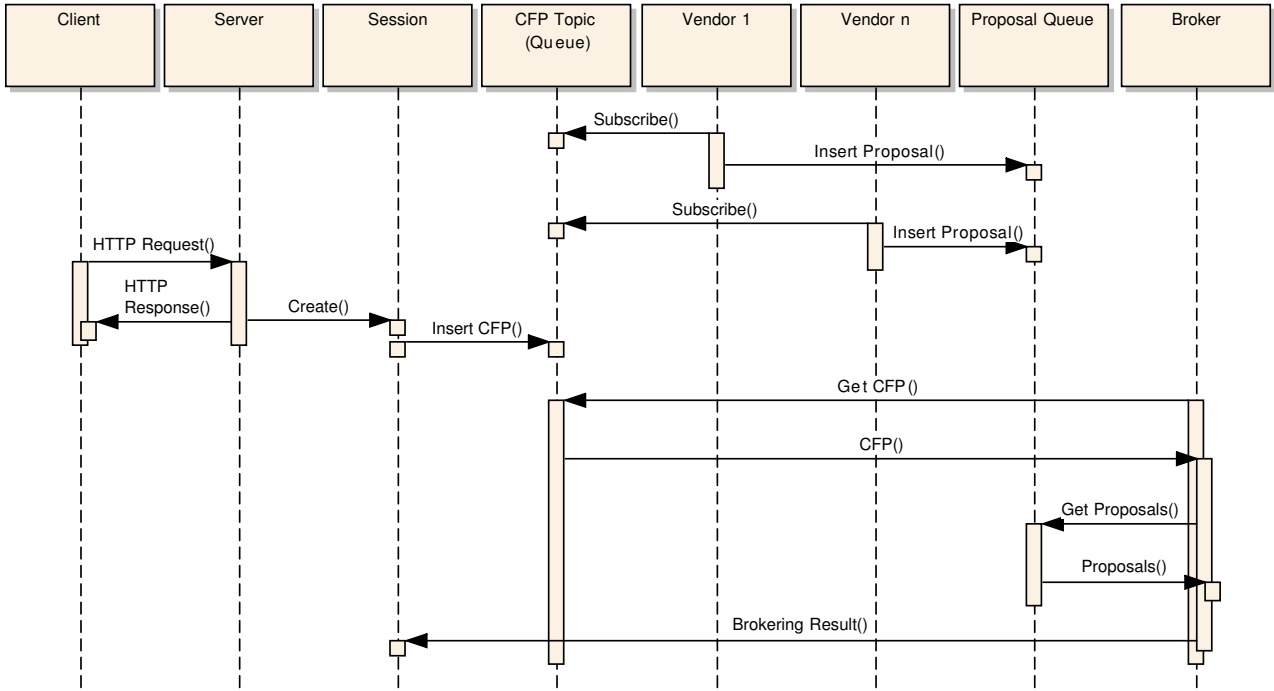 Client
Server
Session
CFP Topic
(Queue)
Vendor 1
Vendor n
Proposal Queue
Broker
Subscribe()
Insert Proposal()
Subscribe()
Insert Proposal()
HTTP Request()
HTTP
Response()
Create()
Insert CFP()
Get CFP()
CFP()
Get Proposals()
Proposals()
Brokering Result()